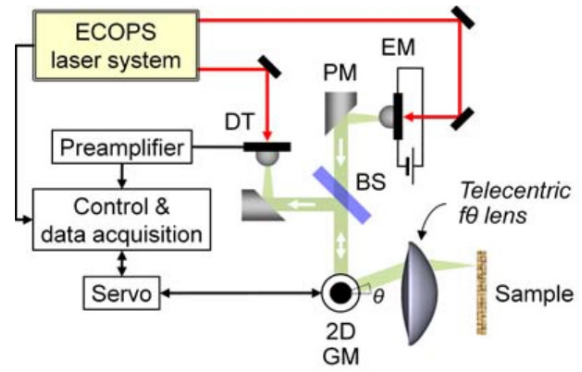 ECOPS
laser system
EM
PM
DT
Preamplifier
BS
Telecentric
fθ lens
Control &
data acquisition
Servo
θ
Sample
2D
GM